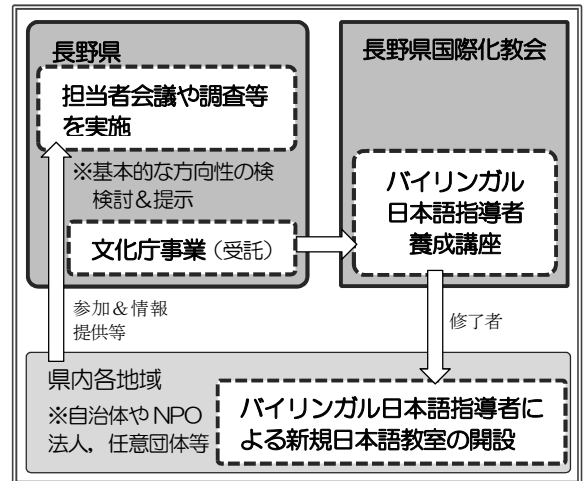 長野県
担当者会議や調査等
を実施
※基本的な方向性の検
検討&提示
文化庁事業（受託）
長野県国際化教会
バイリンガル
日本語指導者
養成講座
参加&情報
提供等
修了者
県内各地域
※自治体やNPO
法人，任意団体等
バイリンガル日本語指導者に
よる新規日本語教室の開設